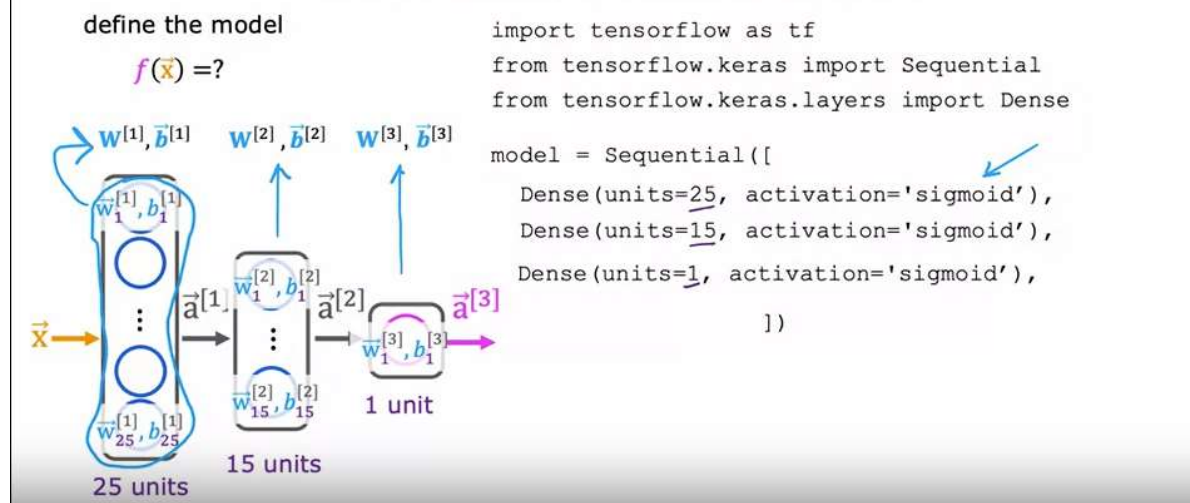 define the model
f(x⃗) =?
W[1], b⃗[1] W[2], b⃗[2] W[3], b⃗[3]
w⃗1[1], b1[1]
w⃗25[1], b25[1]
w⃗1[2], b1[2]
w⃗15[2], b15[2]
w⃗1[3], b1[3]
x⃗
a⃗[1]
a⃗[2]
a⃗[3]
25 units
15 units
1 unit
import tensorflow as tf
from tensorflow.keras import Sequential
from tensorflow.keras.layers import Dense
model = Sequential([
Dense(units=25, activation='sigmoid’),
Dense(units=15, activation='sigmoid’),
Dense(units=1, activation='sigmoid’),
])